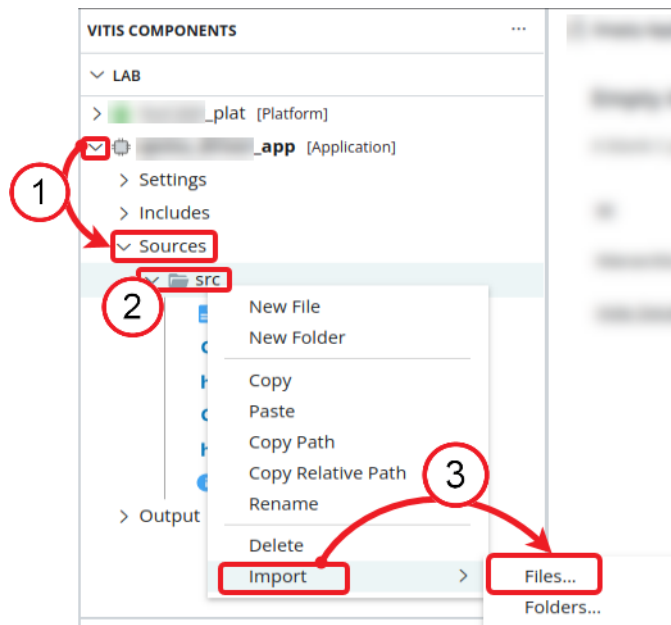 VITIS COMPONENTS ...
LAB
_plat [Platform]
_app [Application]
1
Settings
Includes
Sources
2
src
New File
New Folder
Copy
Paste
Copy Path
Copy Relative Path
3
Rename
Output
Delete
Import
Files...
Folders...